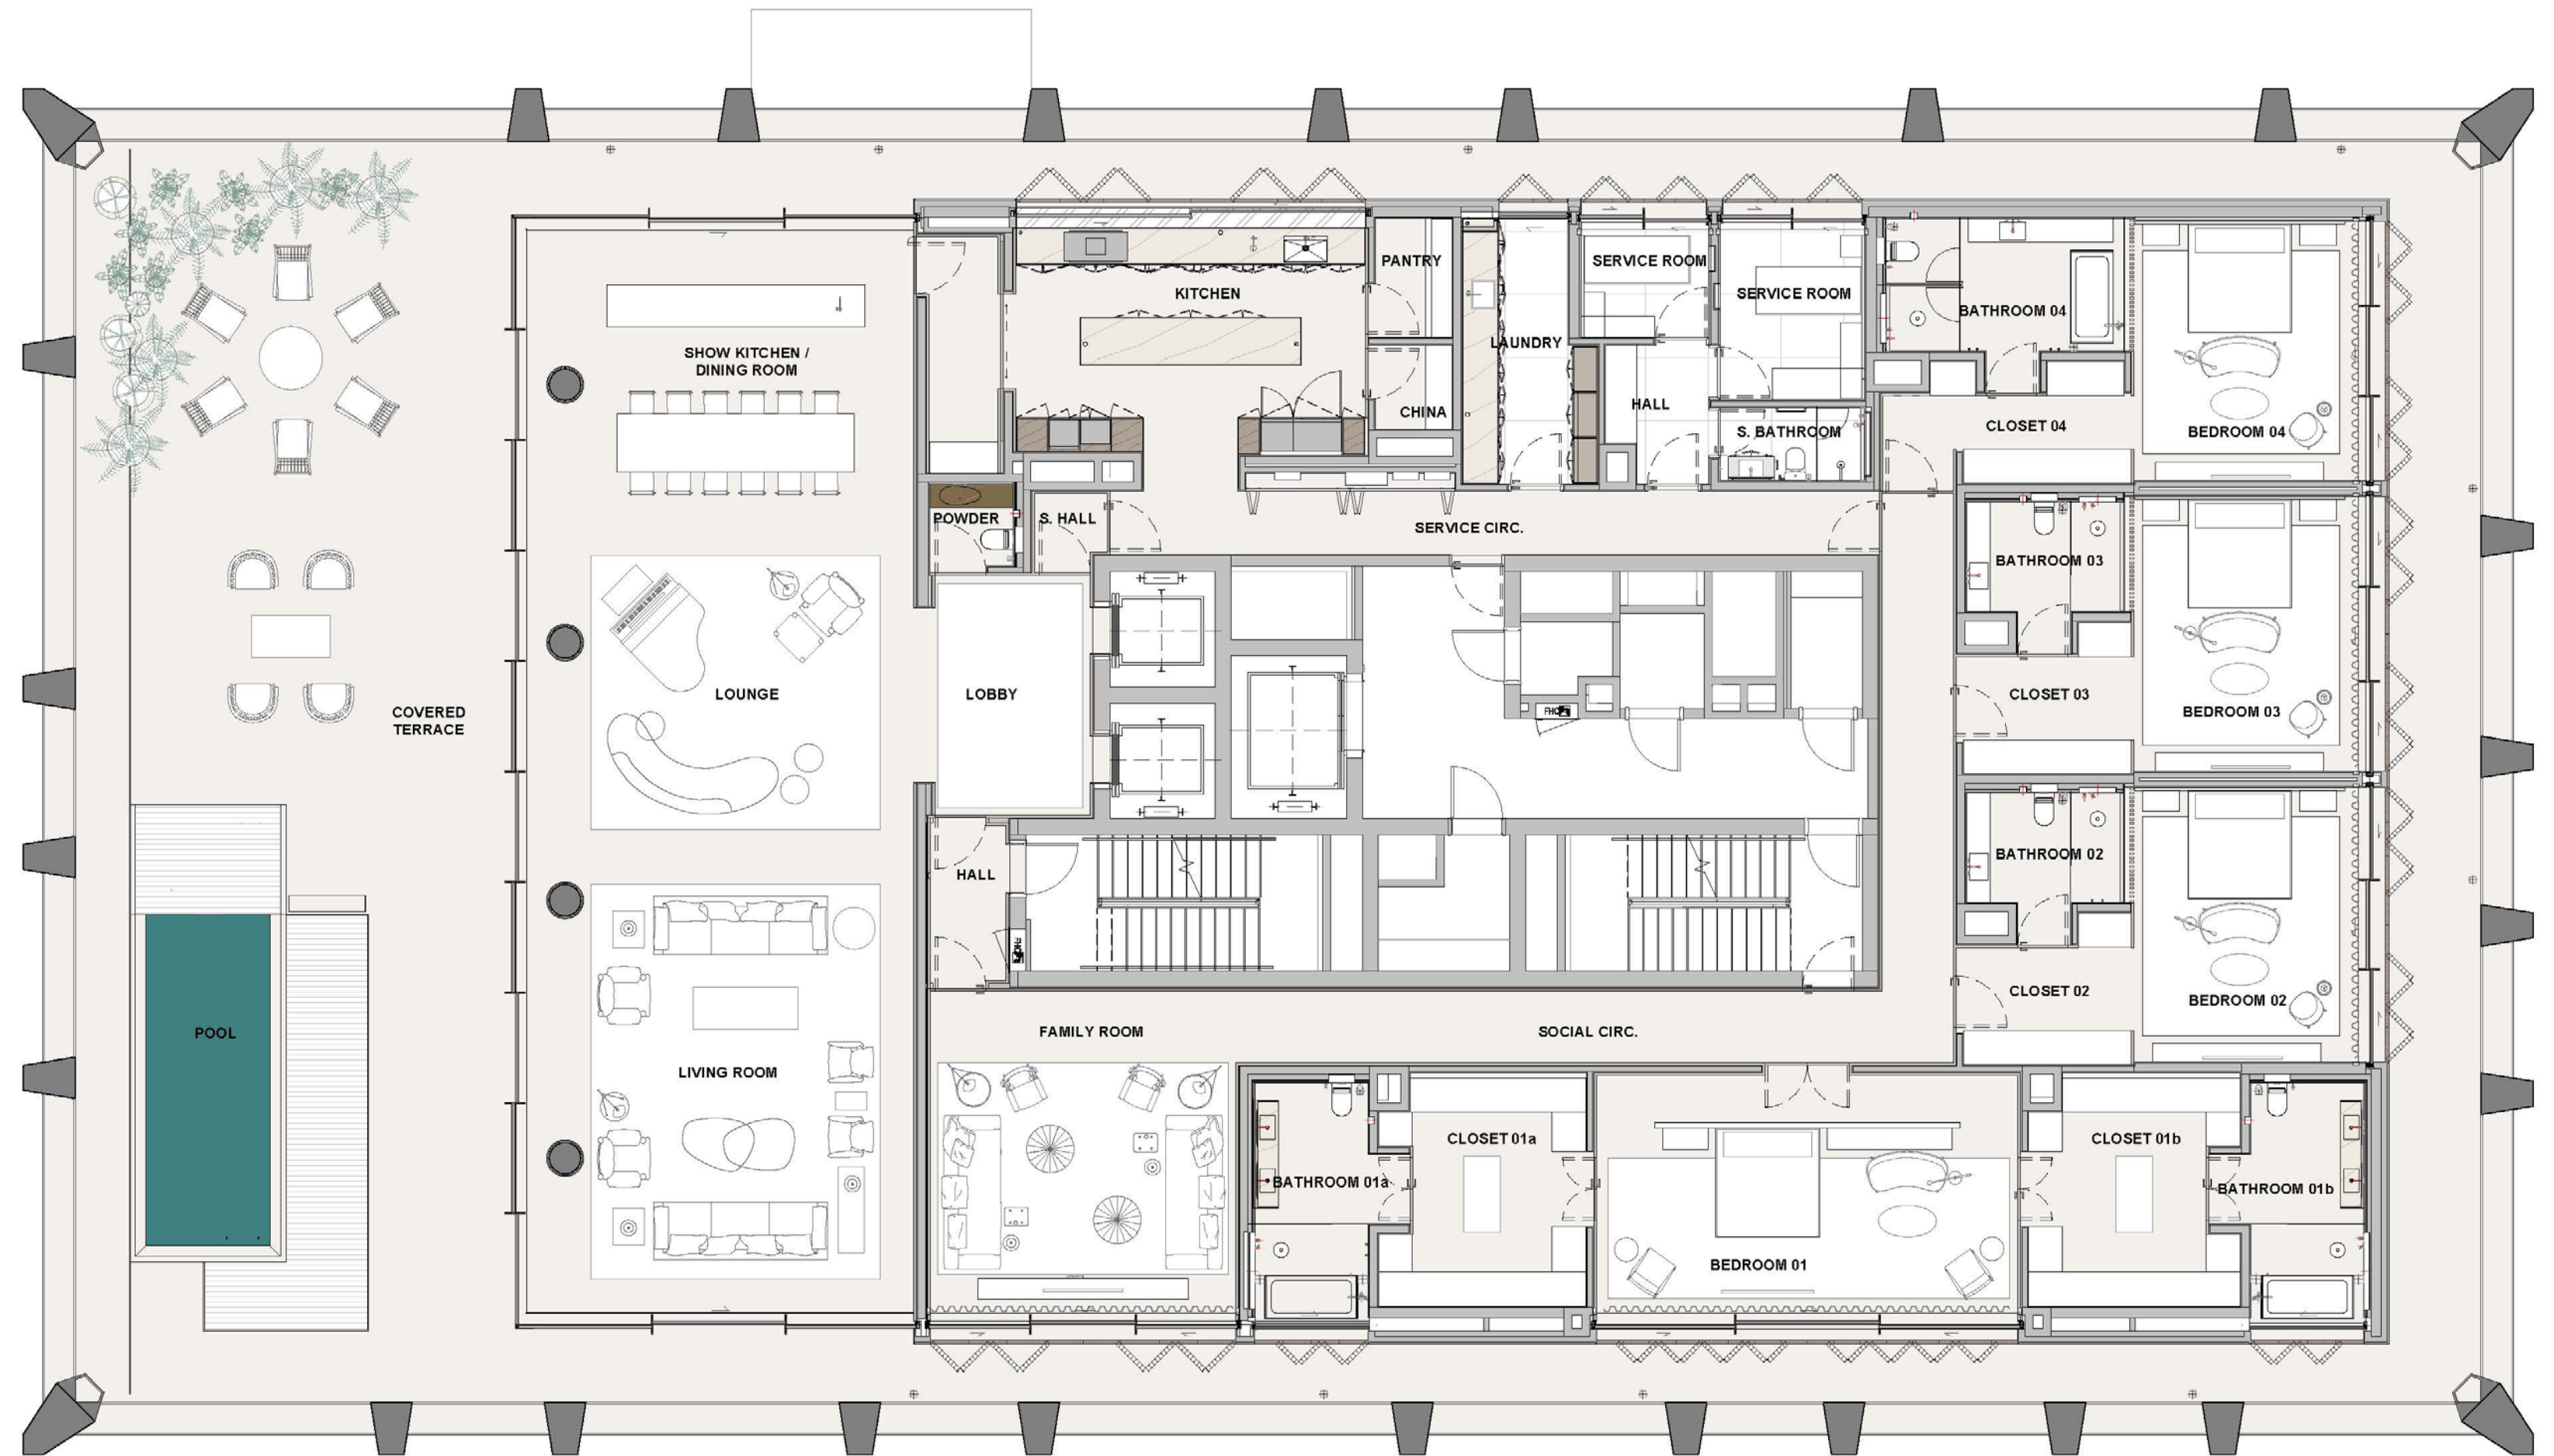 PANTRY
SERVICE ROOM
KITCHEN
SERVICE ROOM
BATHROOM 04
LAUNDRY
SHOW KITCHEN /
DINING ROOM
CHINA
HALL
S. BATHROOM
CLOSET 04
BEDROOM 04
POWDER
S. HALL
SERVICE CIRC.
BATHROOM 03
LOUNGE
LOBBY
CLOSET 03
COVERED
TERRACE
FHC
BEDROOM 03
BATHROOM 02
HALL
FHC
CLOSET 02
BEDROOM 02
POOL
FAMILY ROOM
SOCIAL CIRC.
LIVING ROOM
CLOSET 01a
CLOSET 01b
BATHROOM 01a
BATHROOM 01b
BEDROOM 01